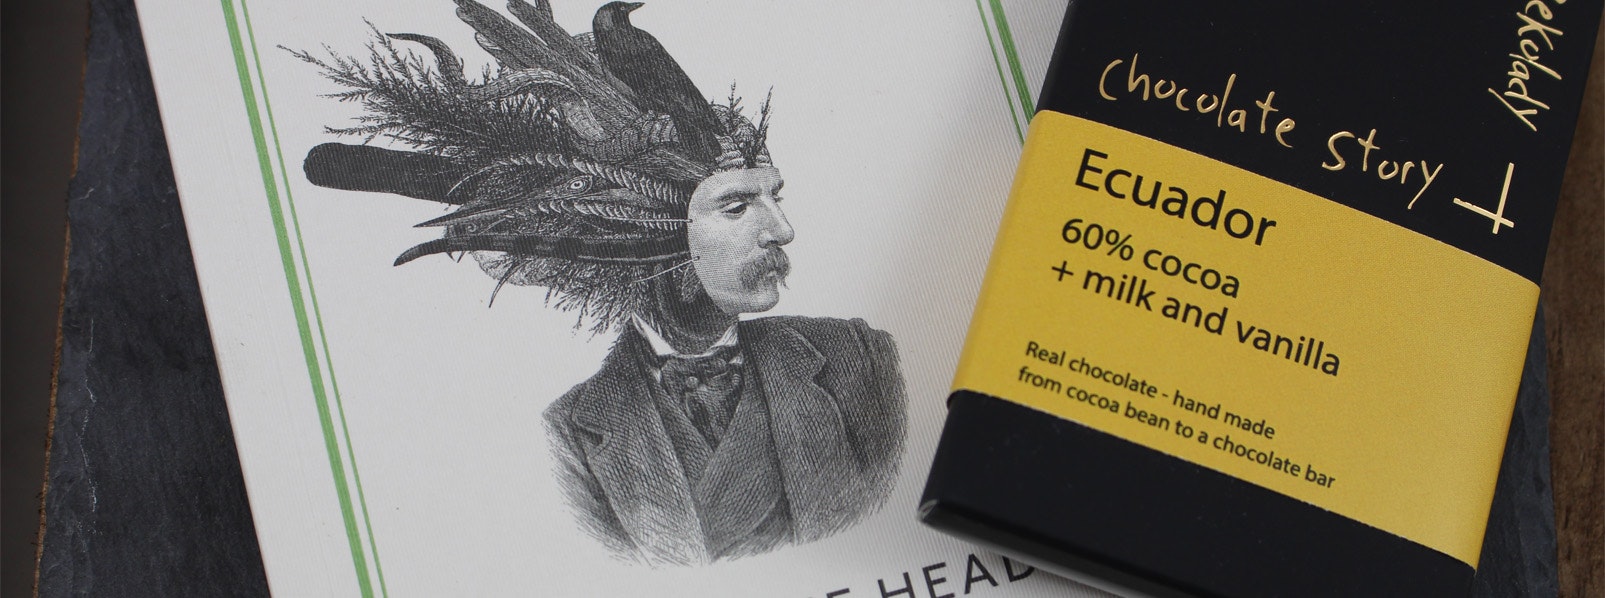 chocolate story
Ecuador
60% cocoa
+ milk and vanilla
Real chocolate - hand made
from cocoa bean to a chocolate bar